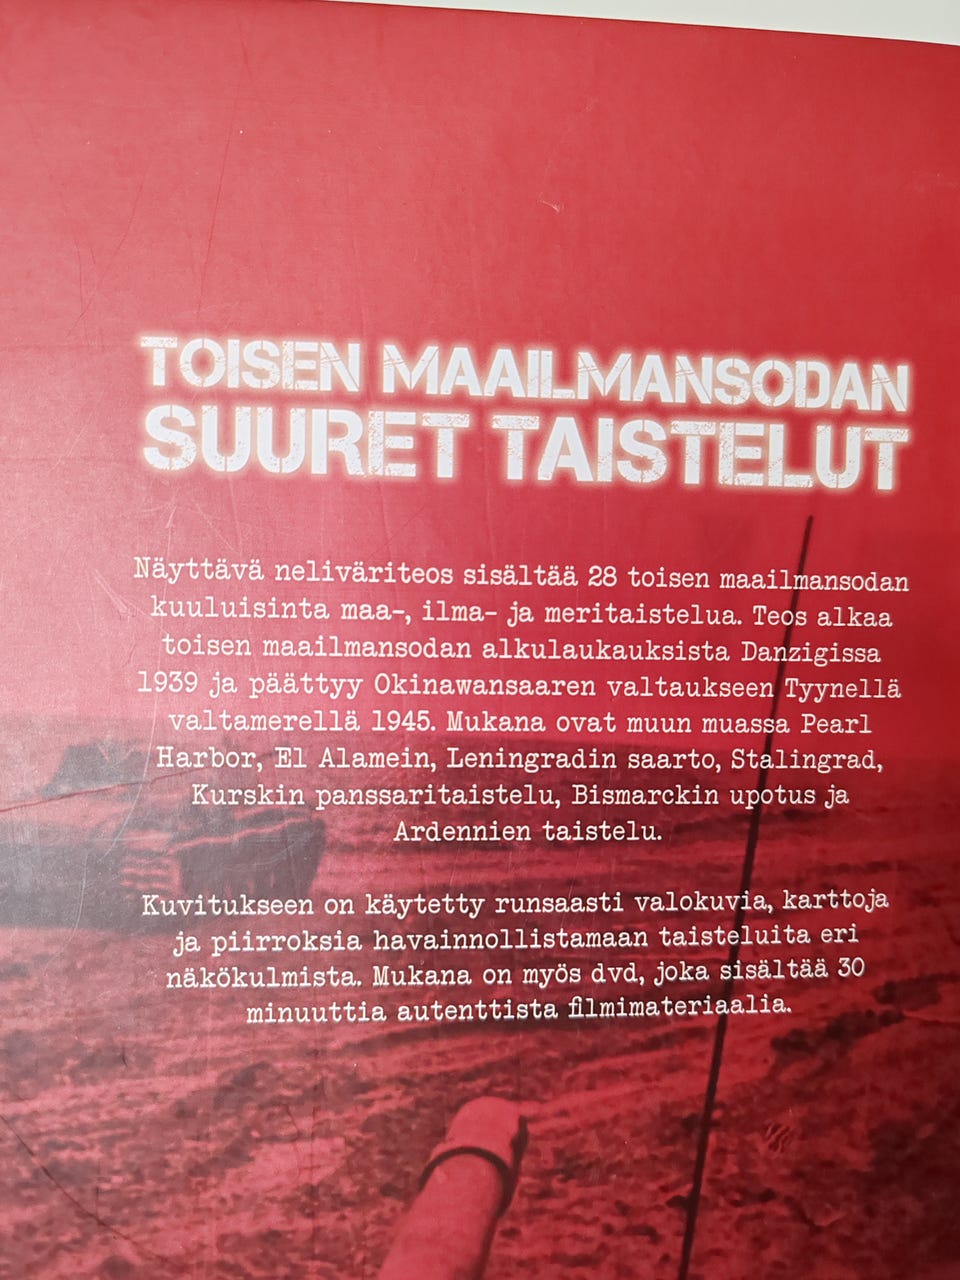 TOISEN MAAILMANSODAN
SUURET TAISTELUT
Näyttävä neliväriteos sisältää 28 toisen maailmansodan
kuuluisinta maa-, ilma- ja meritaistelua. Teos alkaa
toisen maailmansodan alkulaukauksista Danzigissa
1939 ja päättyy Okinawansaaren valtaukseen Tyynellä
valtamerellä 1945. Mukana ovat muun muassa Pearl
Harbor, El Alamein, Leningradin saarto, Stalingrad,
Kurskin panssaritaistelu, Bismarckin upotus ja
Ardennien taistelu.
Kuvitukseen on käytetty runsaasti valokuvia, karttoja
ja piirroksia havainnollistamaan taisteluita eri
näkökulmista. Mukana on myös dvd, joka sisältää 30
minuuttia autenttista filmimateriaalia.